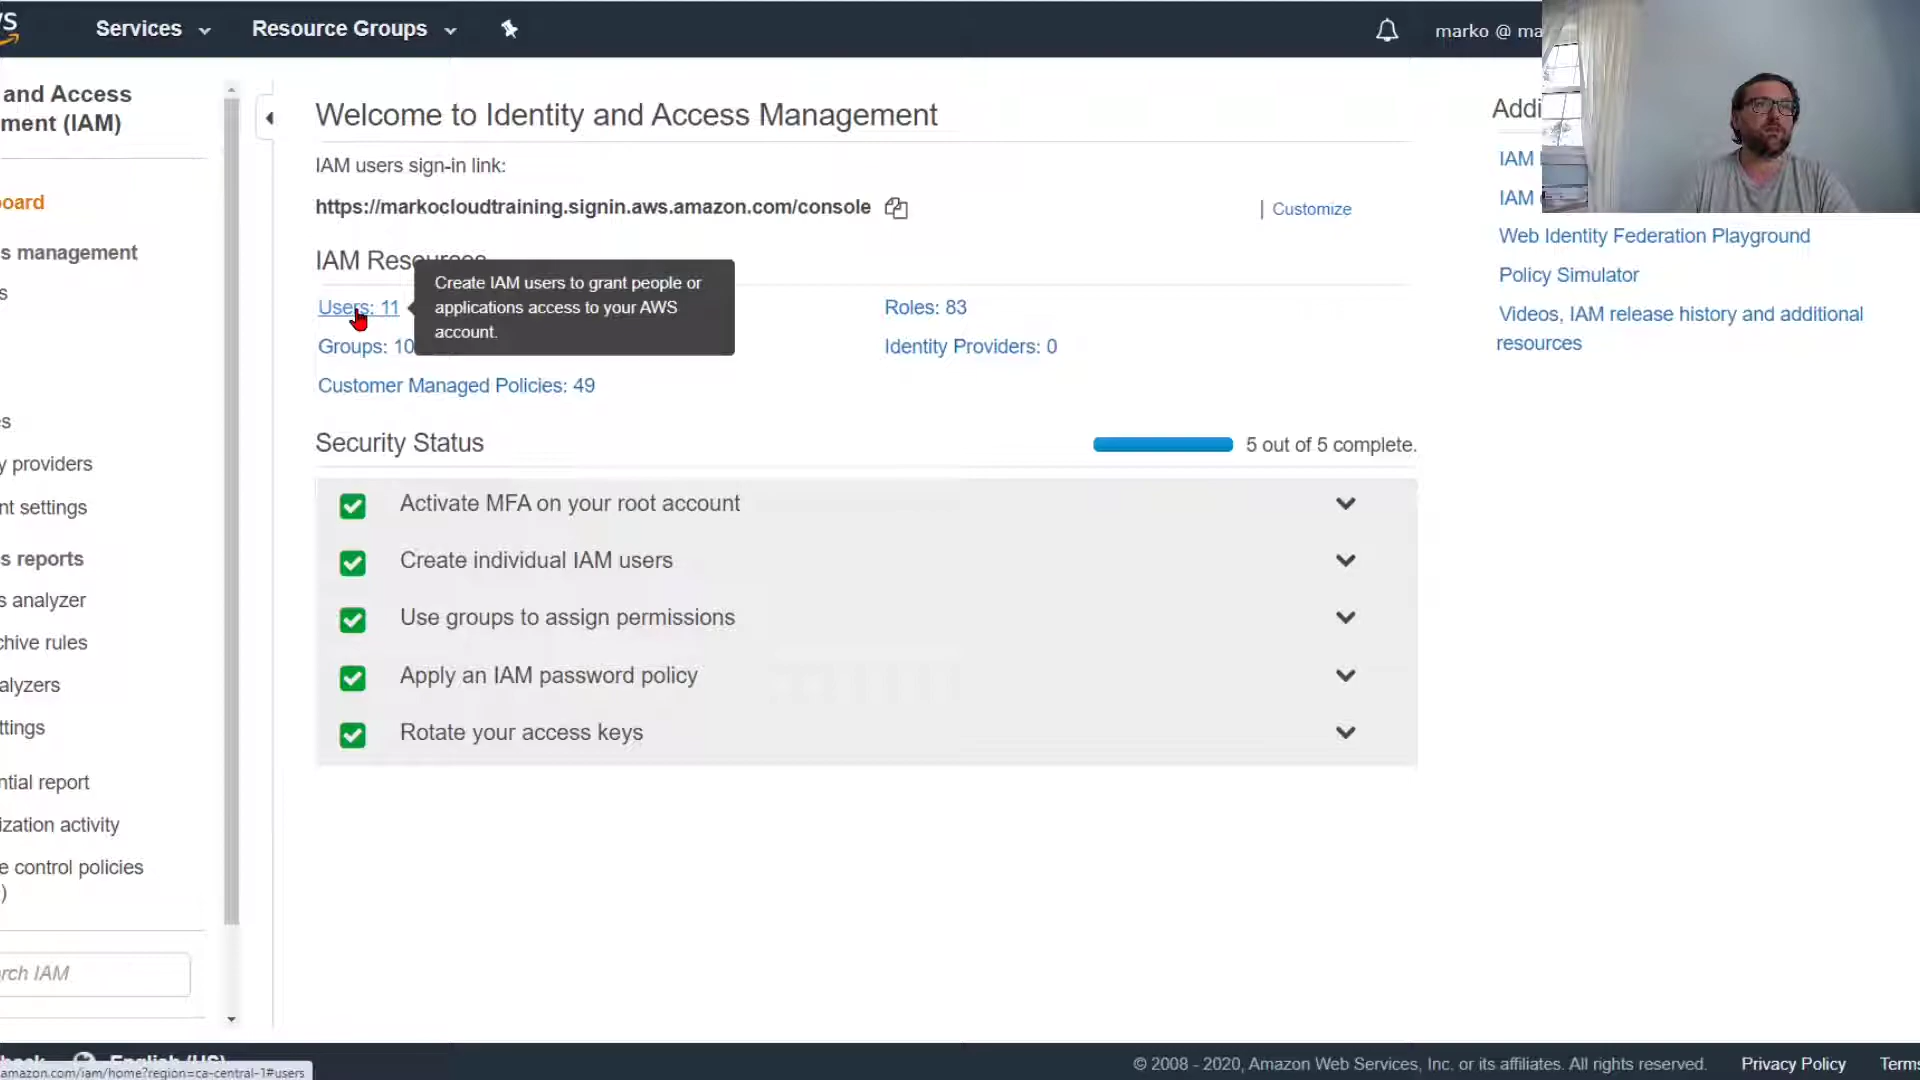 Services
Resource Groups
marko @ ma
and Access
ment (IAM)
oard
s management
s
s
y providers
nt settings
s reports
s analyzer
chive rules
alyzers
ttings
ntial report
ization activity
e control policies
)
rch IAM
Welcome to Identity and Access Management
IAM users sign-in link:
https://markocloudtraining.signin.aws.amazon.com/console
| Customize
IAM Resources
Users: 11
Create IAM users to grant people or
applications access to your AWS
account.
Roles: 83
Groups: 10
Identity Providers: 0
Customer Managed Policies: 49
Security Status
5 out of 5 complete.
Activate MFA on your root account
Create individual IAM users
Use groups to assign permissions
Apply an IAM password policy
Rotate your access keys
Addi
IAM
IAM
Web Identity Federation Playground
Policy Simulator
Videos, IAM release history and additional
resources
English (US)
amazon.com/iam/home?region=ca-central-1#users
© 2008 - 2020, Amazon Web Services, Inc. or its affiliates. All rights reserved.
Privacy Policy
Terms